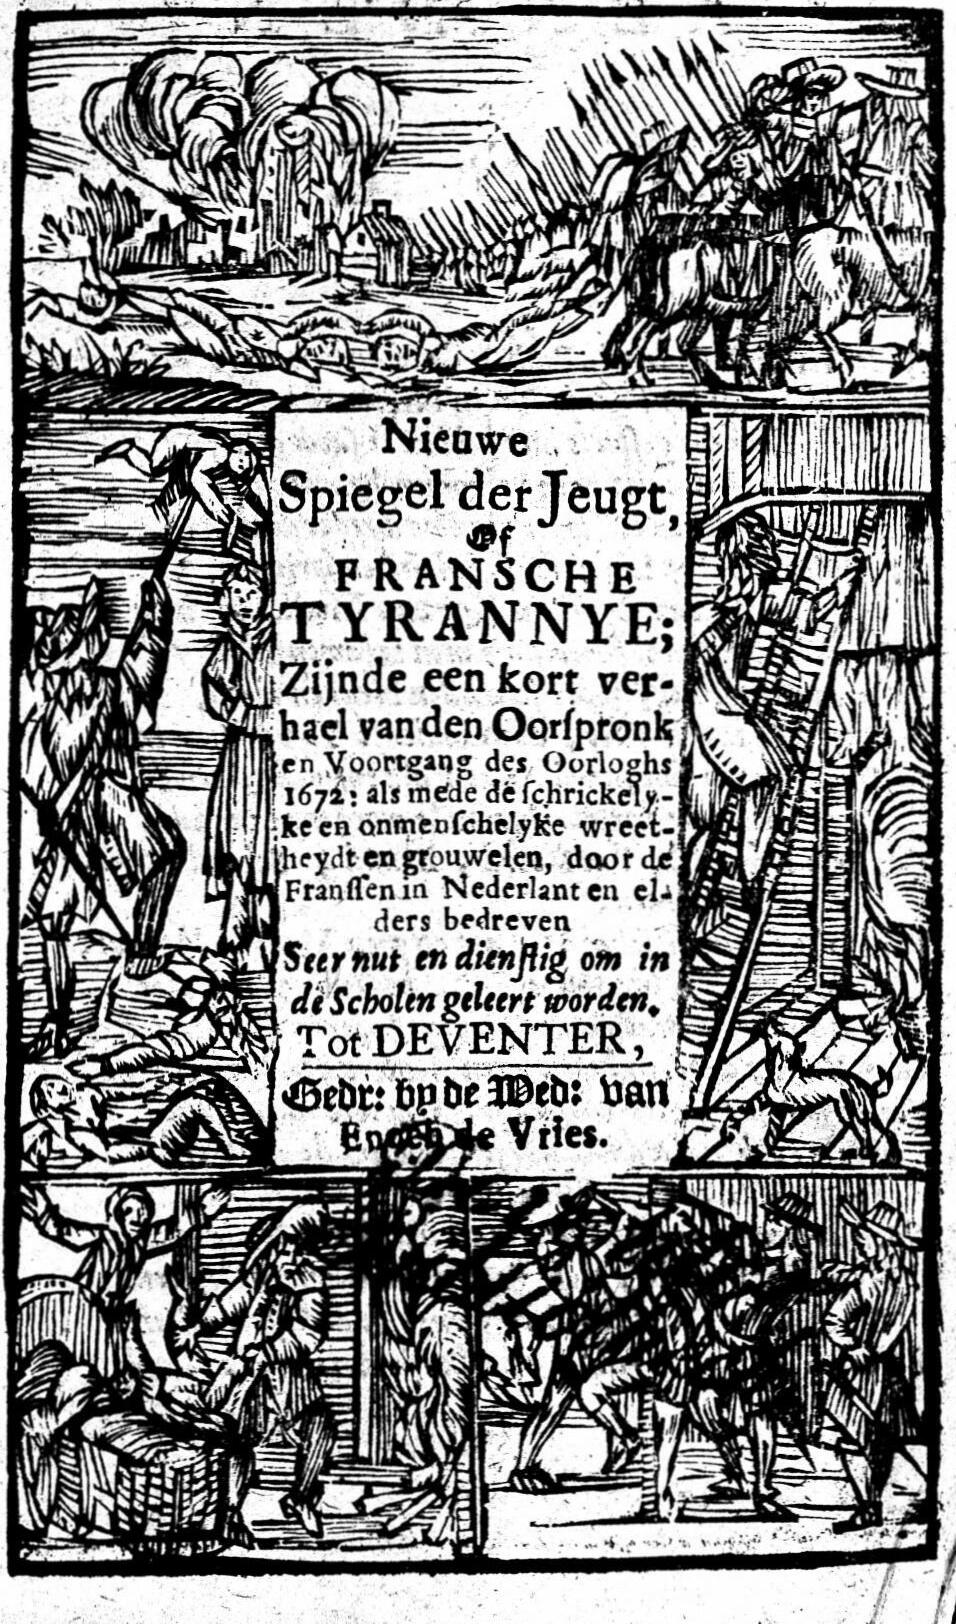 Nieuwe
Spiegel der Jeugt,
Of
FRANSCHE
TYRANNYE;
Zijnde een kort ver-
hael van den Oorſpronk
en Voortgang des Oorloghs
1672: als mede de ſchrickely-
ke en onmenſchelyke wreet-
heydt en grouwelen, door de
Franſſen in Nederlant en el-
ders bedreven
Seer nut en dienſtig om in
de Scholen geleert worden.
Tot DEVENTER,
Gedr: by de Wed: van
de Vries.